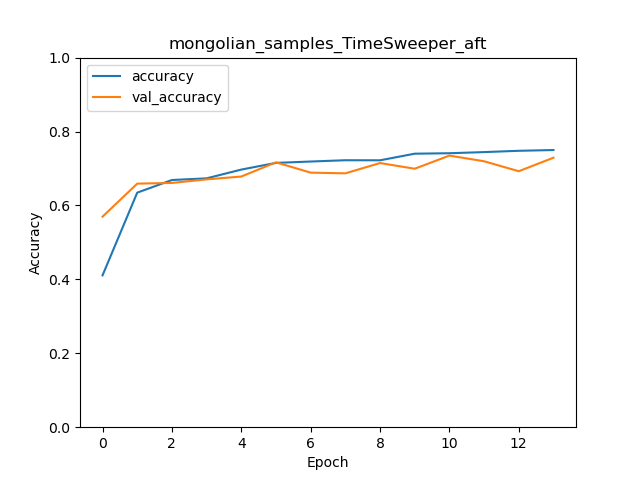 mongolian_samples_TimeSweeper_aft
accuracy
val_accuracy
Accuracy
1.0
0.8
0.6
0.4
0.2
0.0
0 2 4 6 8 10 12
Epoch